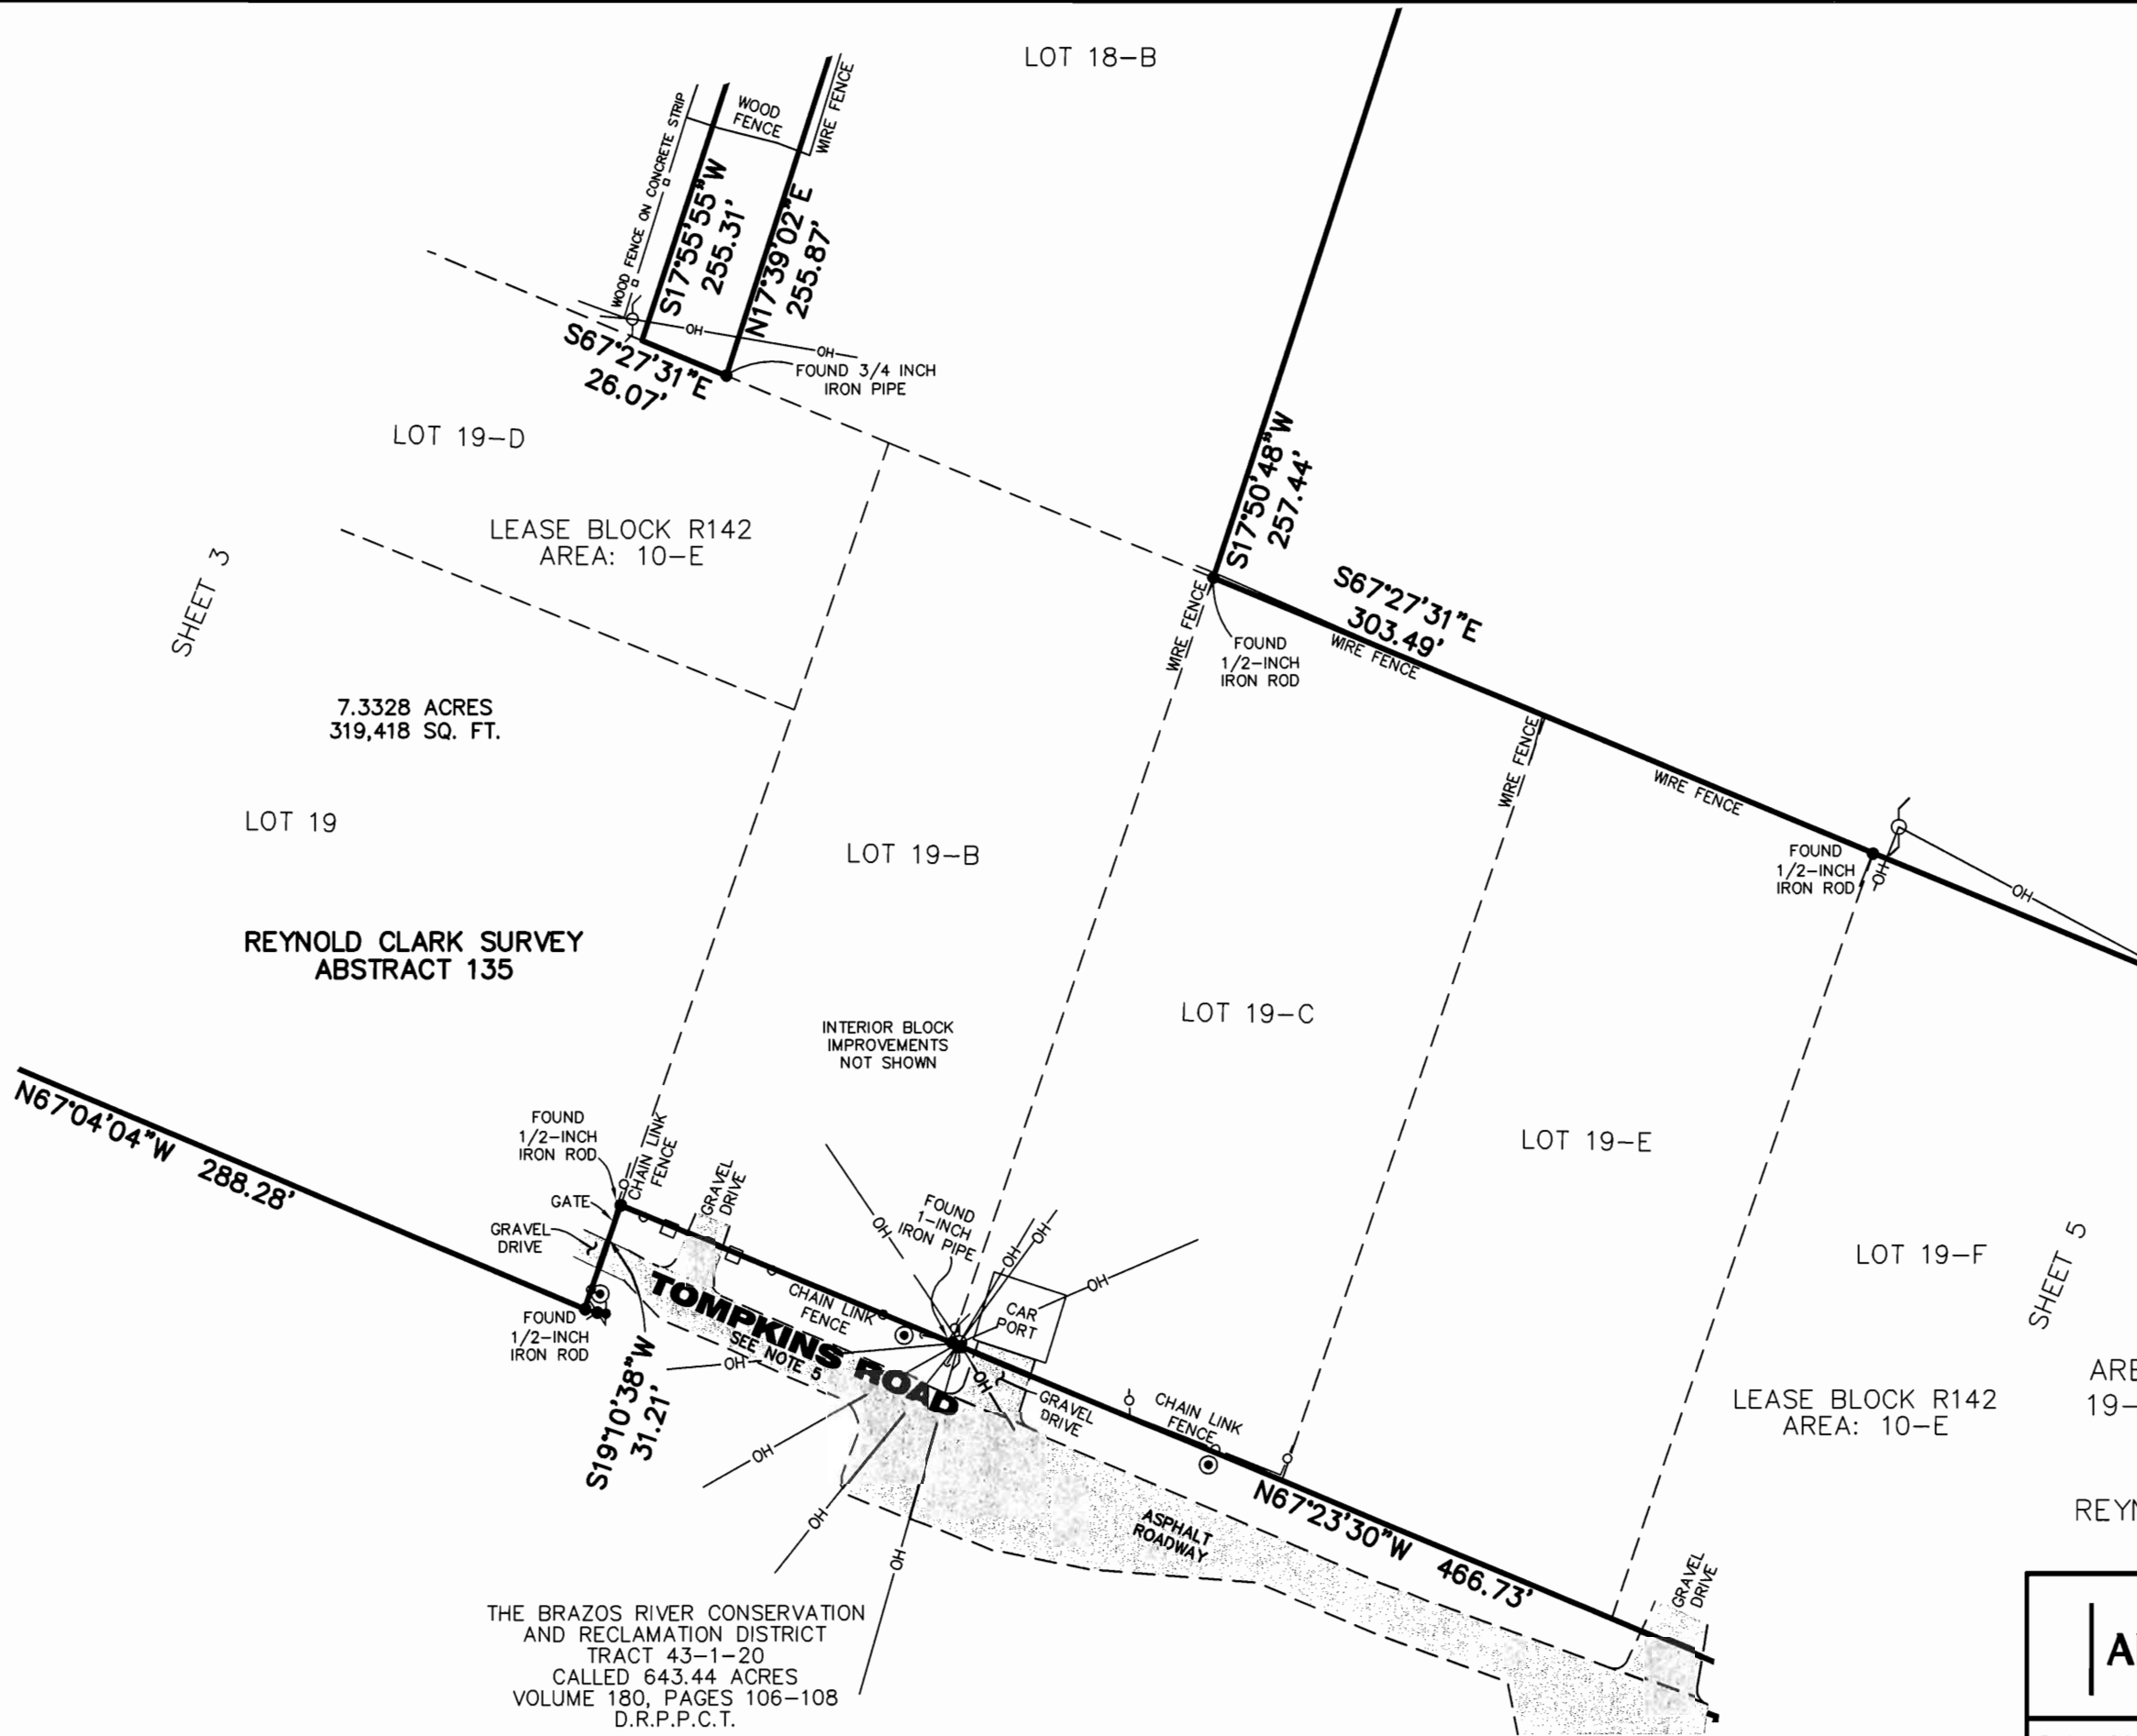 LOT 18-B
WOOD
FENCE
WIRE FENCE
WOOD FENCE ON CONCRETE STRIP
S17°55'55"W
255.31'
N17°39'02"E
255.87'
OH
OH
S67°27'31"E
26.07'
FOUND 3/4 INCH
IRON PIPE
LOT 19-D
LEASE BLOCK R142
AREA: 10-E
SHEET 3
S17°50'48"W
257.44'
S67°27'31"E
303.49'
WIRE FENCE
WIRE FENCE
FOUND
1/2-INCH
IRON ROD
7.3328 ACRES
319,418 SQ. FT.
WIRE FENCE
WIRE FENCE
LOT 19
LOT 19-B
FOUND
1/2-INCH
IRON ROD
OH
OH
REYNOLD CLARK SURVEY
ABSTRACT 135
LOT 19-C
INTERIOR BLOCK
IMPROVEMENTS
NOT SHOWN
N67°04'04"W 288.28'
FOUND
1/2-INCH
IRON ROD
CHAIN LINK
FENCE
GRAVEL
DRIVE
LOT 19-E
GATE
GRAVEL
DRIVE
FOUND
1-INCH
IRON PIPE
OH
OH
OH
OH
LOT 19-F
SHEET 5
TOMPKINS ROAD
SEE NOTE 5
CHAIN LINK
FENCE
CAR
PORT
FOUND
1/2-INCH
IRON ROD
S19°10'38"W
31.21'
OH
OH
GRAVEL
DRIVE
CHAIN LINK
FENCE
LEASE BLOCK R142
AREA: 10-E
ARE
19-
OH
OH
OH
N67°23'30"W 466.73'
ASPHALT
ROADWAY
REYN
GRAVEL
DRIVE
THE BRAZOS RIVER CONSERVATION
AND RECLAMATION DISTRICT
TRACT 43-1-20
CALLED 643.44 ACRES
VOLUME 180, PAGES 106-108
D.R.P.P.C.T.